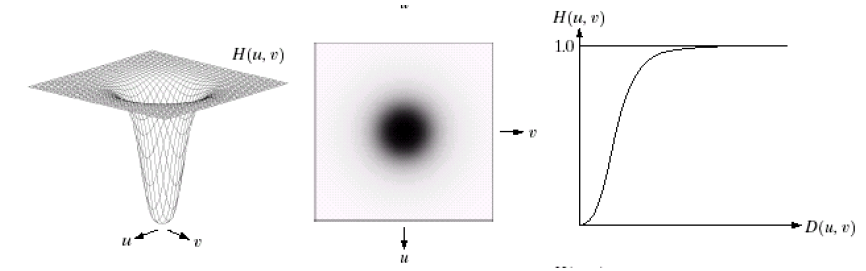 H(u, v)
u
v
v
u
H(u, v)
1.0
D(u, v)